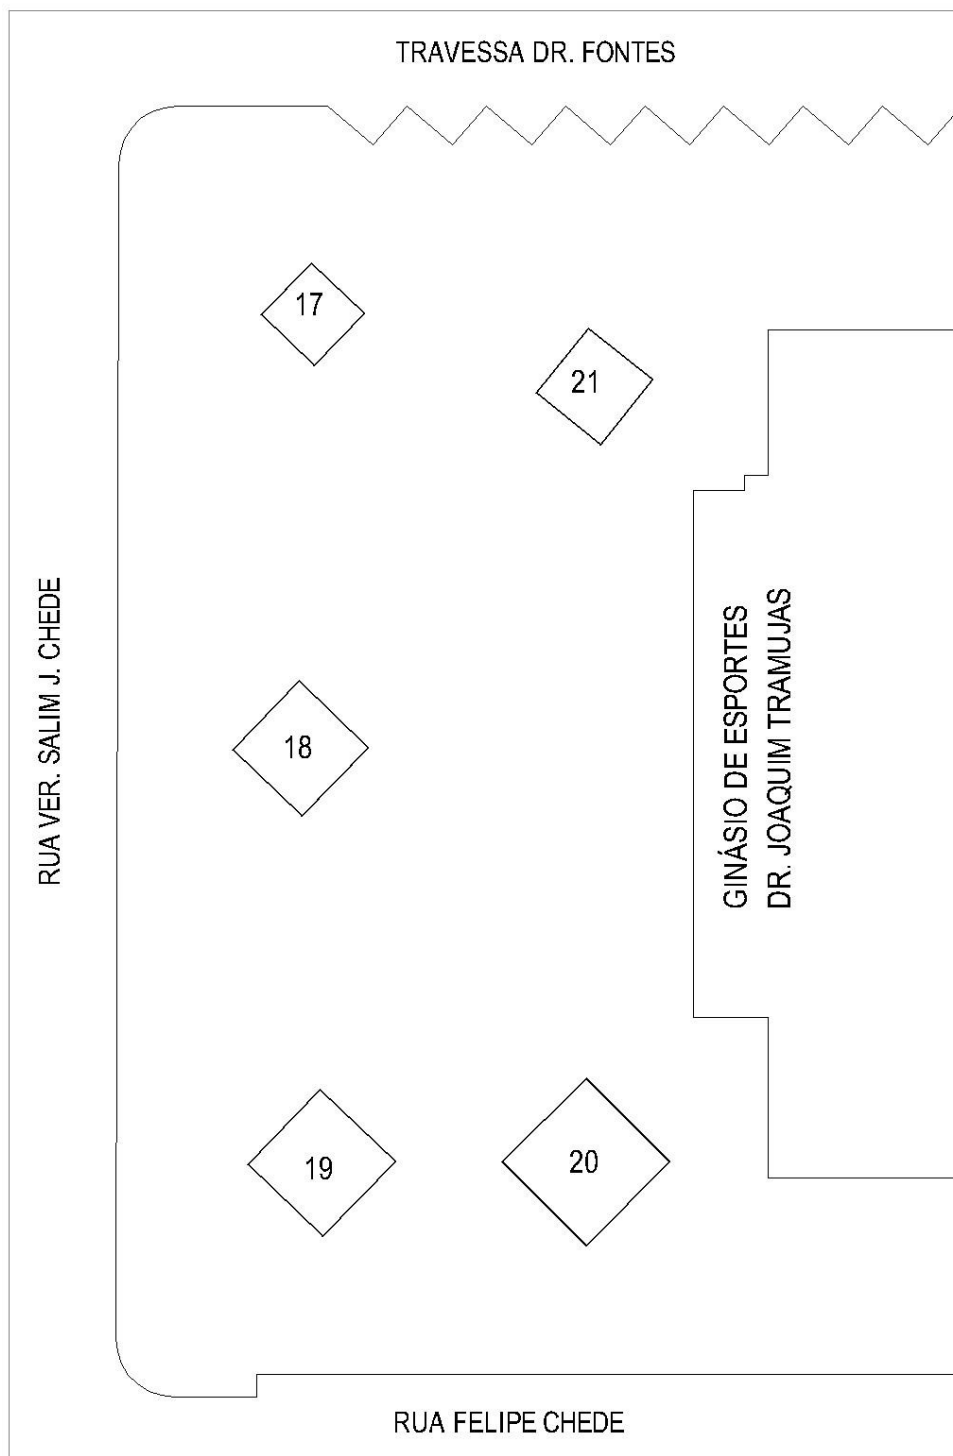 TRAVESSA DR. FONTES
17
21
RUA VER. SALIM J. CHEDE
18
GINÁSIO DE ESPORTES
DR. JOAQUIM TRAMUJAS
19
20
RUA FELIPE CHEDE